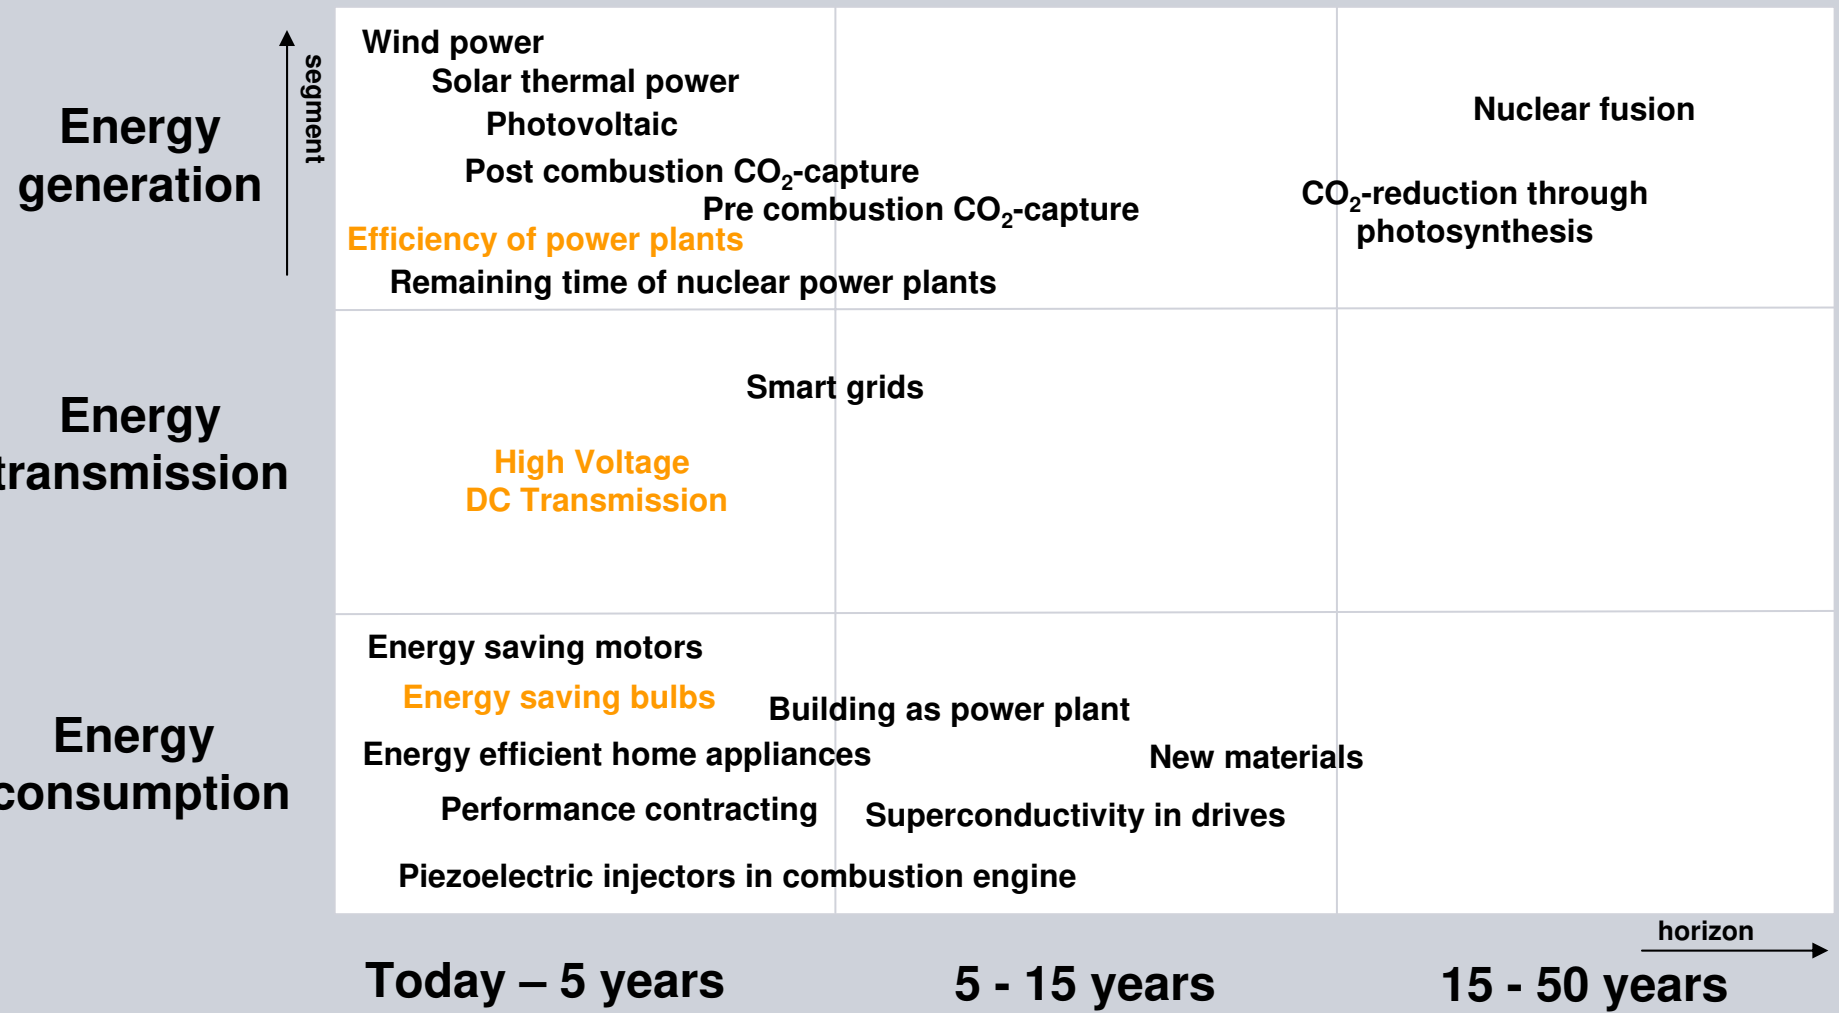 segment
Energy
generation
Wind power
Solar thermal power
Photovoltaic
Post combustion CO₂-capture
Pre combustion CO₂-capture
Efficiency of power plants
Remaining time of nuclear power plants
Nuclear fusion
CO₂-reduction through
photosynthesis
Energy
transmission
Smart grids
High Voltage
DC Transmission
Energy
consumption
Energy saving motors
Energy saving bulbs
Building as power plant
Energy efficient home appliances
New materials
Performance contracting
Superconductivity in drives
Piezoelectric injectors in combustion engine
horizon
Today – 5 years
5 - 15 years
15 - 50 years